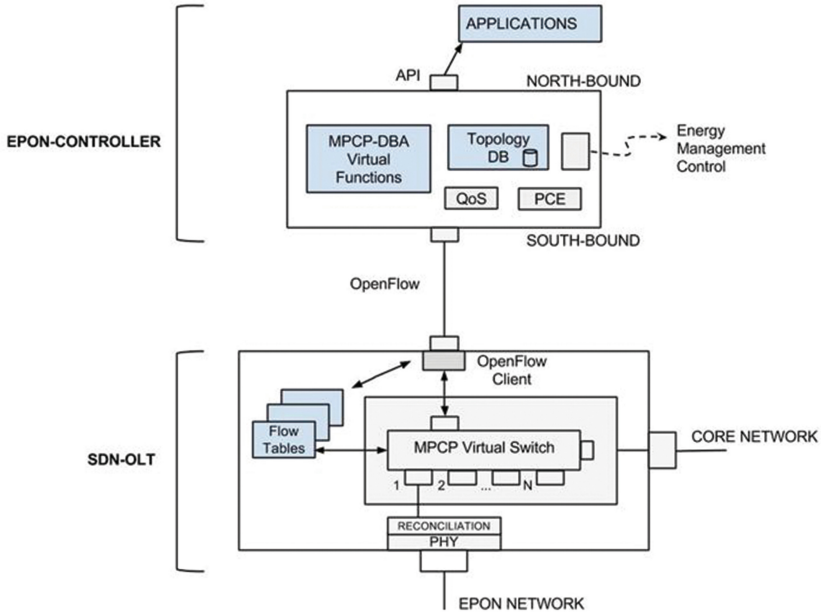 APPLICATIONS
API
NORTH-BOUND
EPON-CONTROLLER
MPCP-DBA
Virtual
Functions
Topology
DB
Energy
Management
Control
QoS
PCE
SOUTH-BOUND
OpenFlow
OpenFlow
Client
Flow
Tables
SDN-OLT
MPCP Virtual Switch
CORE NETWORK
1 2 ... N
RECONCILIATION
PHY
EPON NETWORK